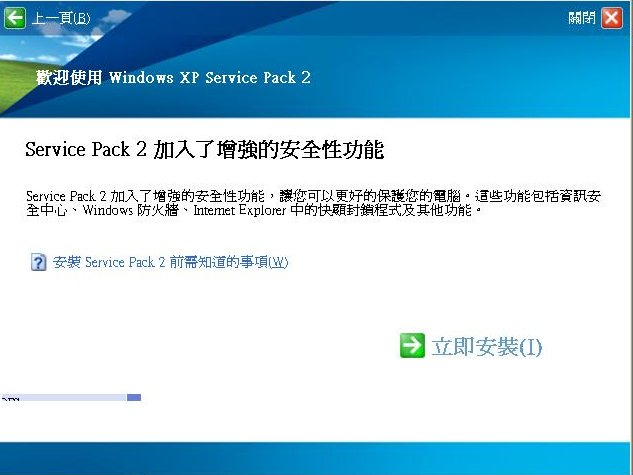 上一頁(B)
關閉
歡迎使用 Windows XP Service Pack 2
Service Pack 2 加入了增強的安全性功能
Service Pack 2 加入了增強的安全性功能，讓您可以更好的保護您的電腦。這些功能包括資訊安
全中心、Windows 防火牆、Internet Explorer 中的快顯封鎖程式及其他功能。
安裝 Service Pack 2 前需知道的事項(W)
立即安裝(I)